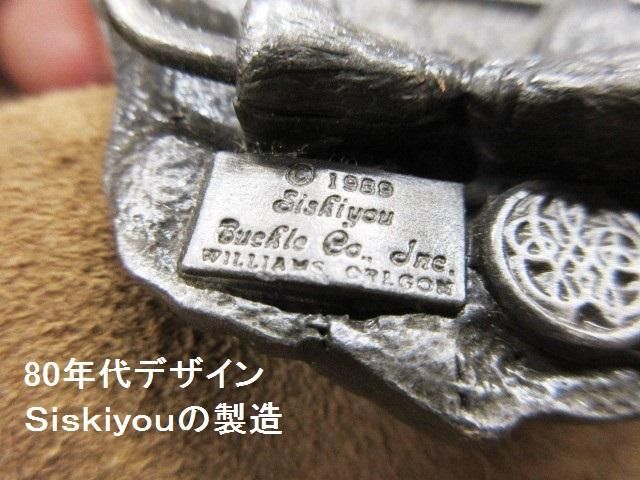 © 1989
Siskiyou
Buckle Co., Inc.
WILLIAMS, OREGON
80年代デザイン
Siskiyouの製造